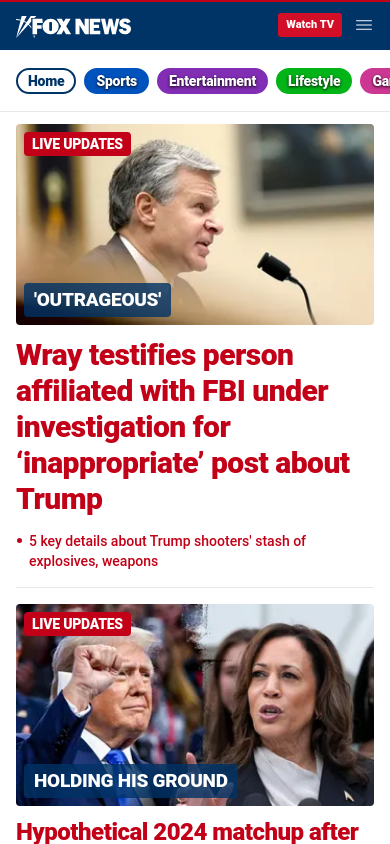 FOX NEWS
Watch TV
Home
Sports
Entertainment
Lifestyle
LIVE UPDATES
'OUTRAGEOUS'
Wray testifies person
affiliated with FBI under
investigation for
‘inappropriate’ post about
Trump
• 5 key details about Trump shooters' stash of
explosives, weapons
LIVE UPDATES
HOLDING HIS GROUND
Hypothetical 2024 matchup after